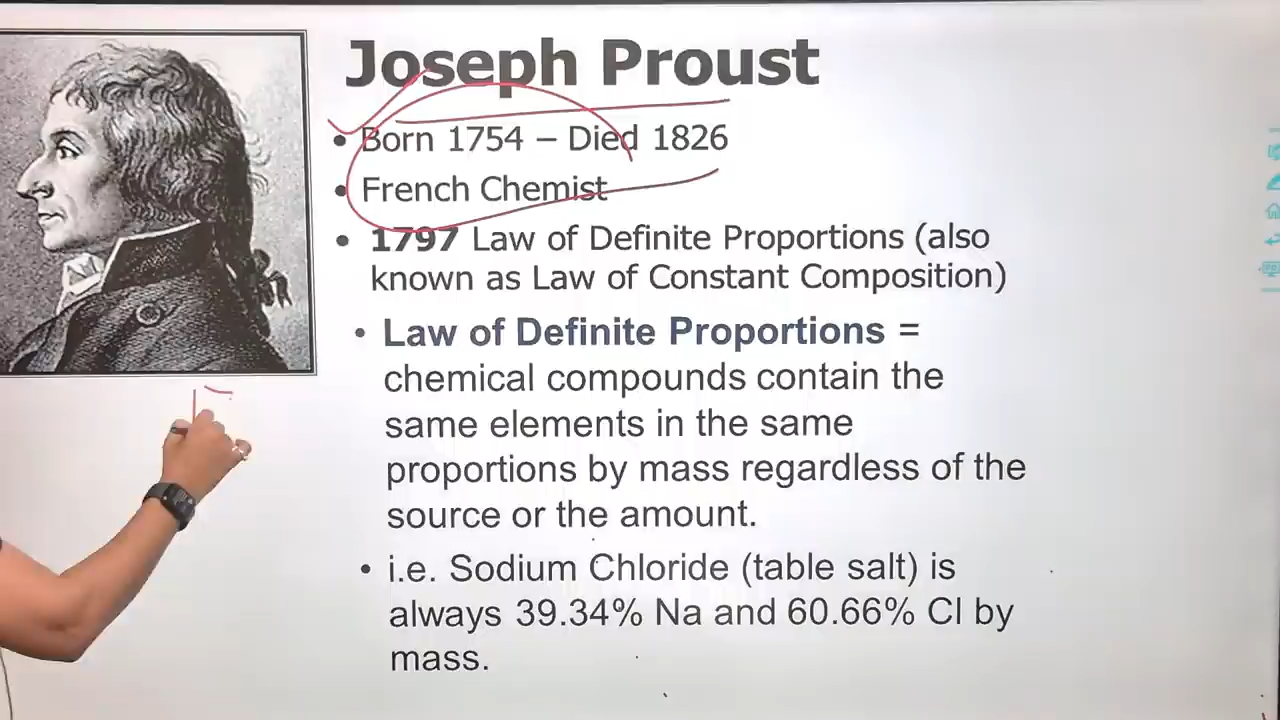 Joseph Proust
• Born 1754 – Died 1826
• French Chemist
• 1797 Law of Definite Proportions (also
known as Law of Constant Composition)
• Law of Definite Proportions =
chemical compounds contain the
same elements in the same
proportions by mass regardless of the
source or the amount.
• i.e. Sodium Chloride (table salt) is
always 39.34% Na and 60.66% Cl by
mass.